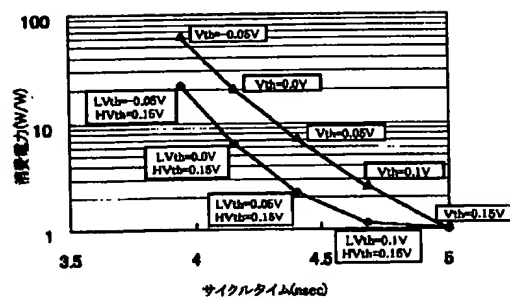 100
10
1
消費電力(W/W)
Vth=-0.05V
Vth=0.0V
Vth=0.05V
Vth=0.1V
Vth=0.15V
LVth=-0.05V
HVth=0.15V
LVth=0.0V
HVth=0.15V
LVth=0.05V
HVth=0.15V
LVth=0.1V
HVth=0.15V
3.5
4
4.5
5
サイクルタイム(nsec)